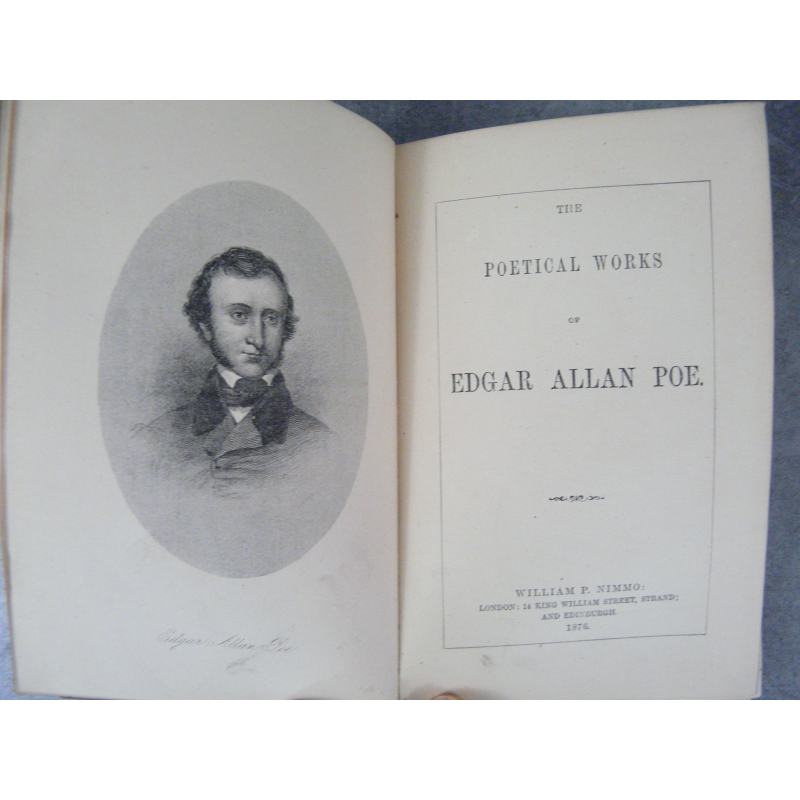 Edgar Allan Poe
THE
POETICAL WORKS
OF
EDGAR ALLAN POE.
WILLIAM P. NIMMO:
LONDON: 14 KING WILLIAM STREET, STRAND;
AND EDINBURGH.
1876.